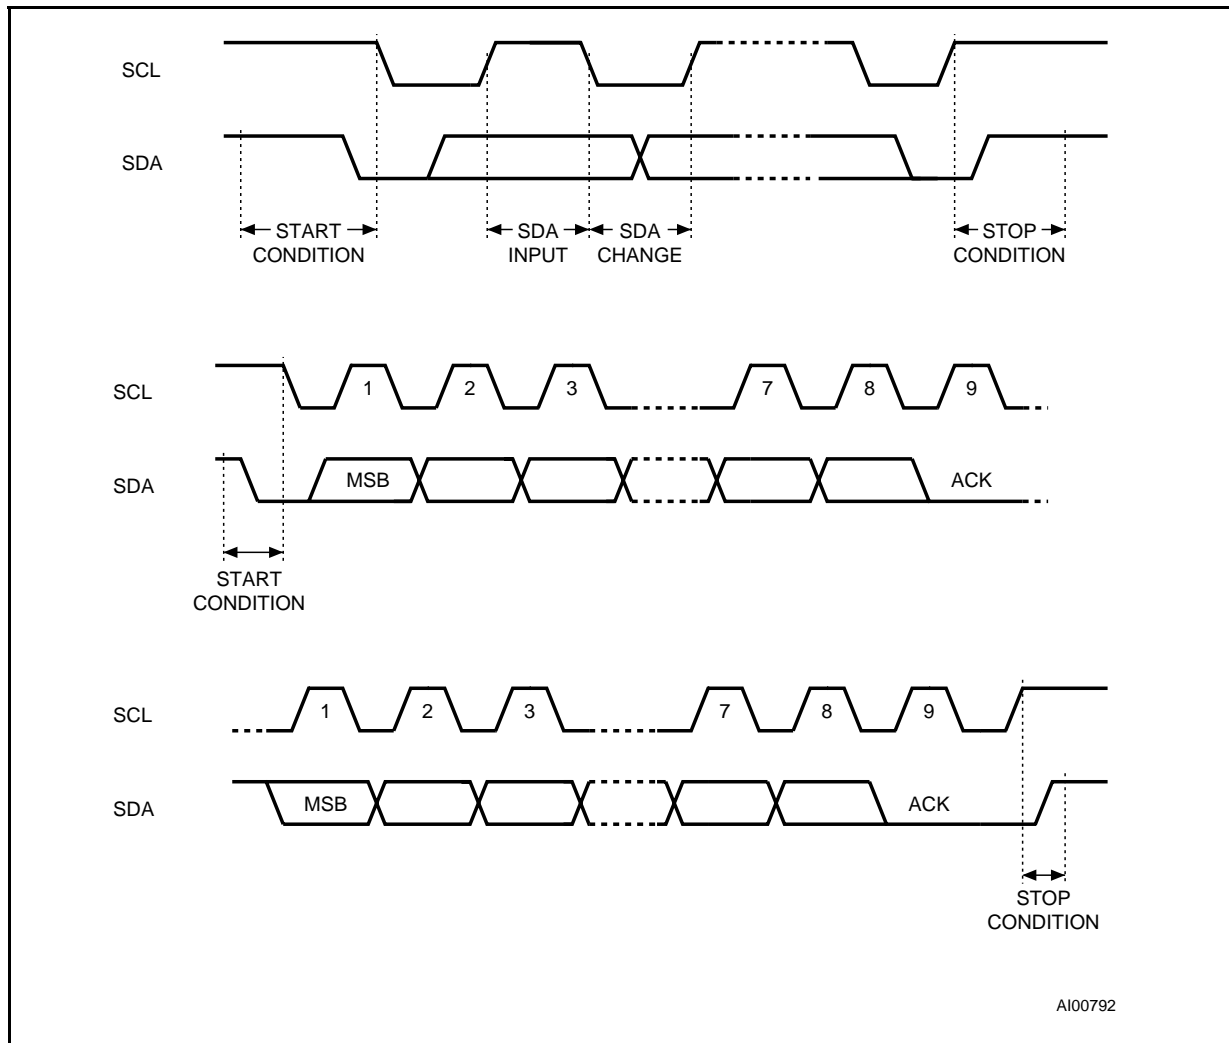 SCL
SDA
START CONDITION
SDA INPUT
SDA CHANGE
STOP CONDITION
SCL
1 2 3 7 8 9
SDA
MSB
ACK
START
CONDITION
SCL
1 2 3 7 8 9
SDA
MSB
ACK
STOP
CONDITION
AI00792